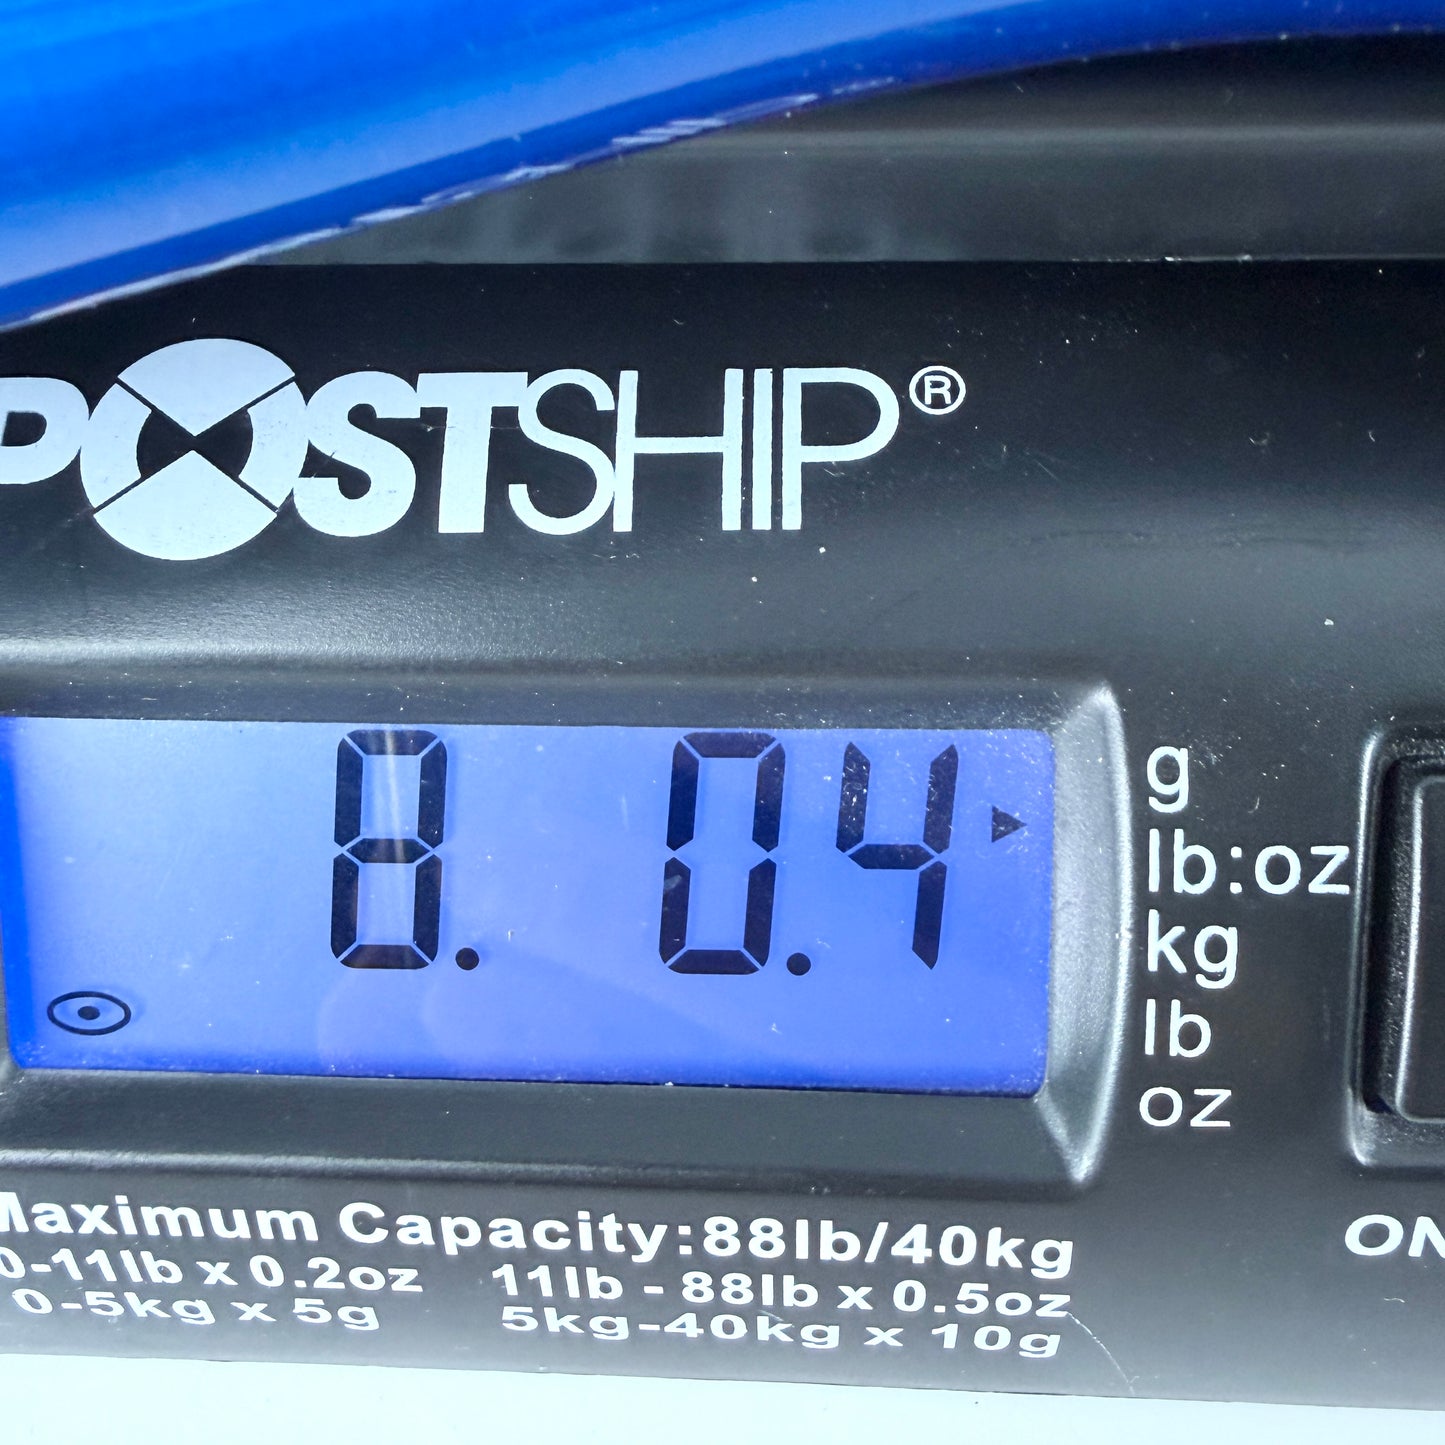 POSTSHIP®
8. 0.4
g
lb:oz
kg
lb
oz
Maximum Capacity:88lb/40kg
0-11lb x 0.2oz 11lb - 88lb x 0.5oz
0-5kg x 5g 5kg-40kg x 10g
ON